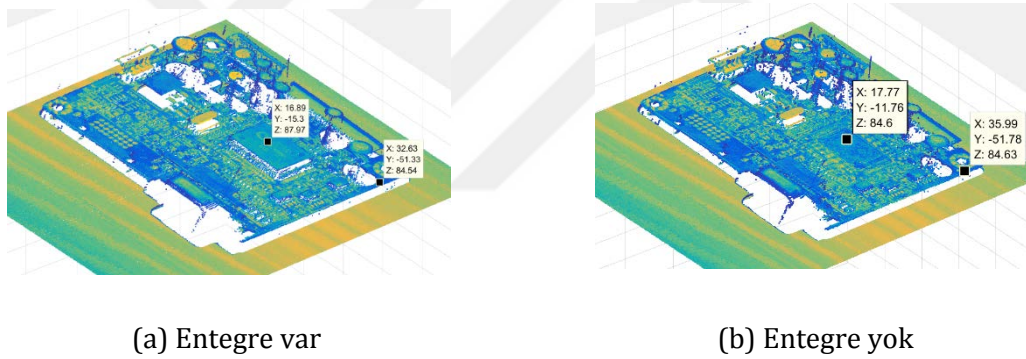 X: 16.89
Y: -15.3
Z: 87.97
X: 32.63
Y: -51.33
Z: 84.54
X: 17.77
Y: -11.76
Z: 84.6
X: 35.99
Y: -51.78
Z: 84.63
(a) Entegre var
(b) Entegre yok